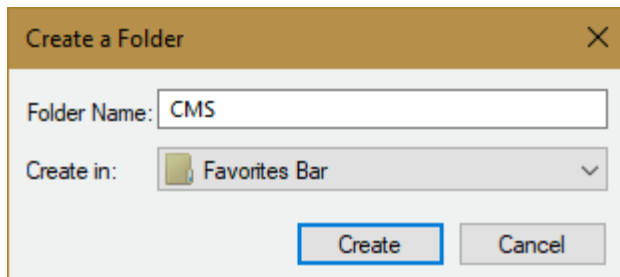 Create a Folder
Folder Name: CMS
Create in: Favorites Bar
Create Cancel